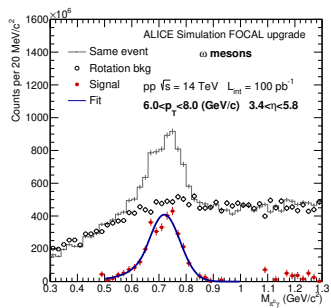 ×10⁶
ALICE Simulation FOCAL upgrade
Same event
ω mesons
Rotation bkg
Signal
pp √s = 14 TeV L_int = 100 pb⁻¹
Fit
6.0<p_T<8.0 (GeV/c) 3.4<η<5.8
Counts per 20 MeV/c²
1600
1400
1200
1000
800
600
400
200
0
0.3 0.4 0.5 0.6 0.7 0.8 0.9 1 1.1 1.2 1.3
M_π⁰γ (GeV/c²)